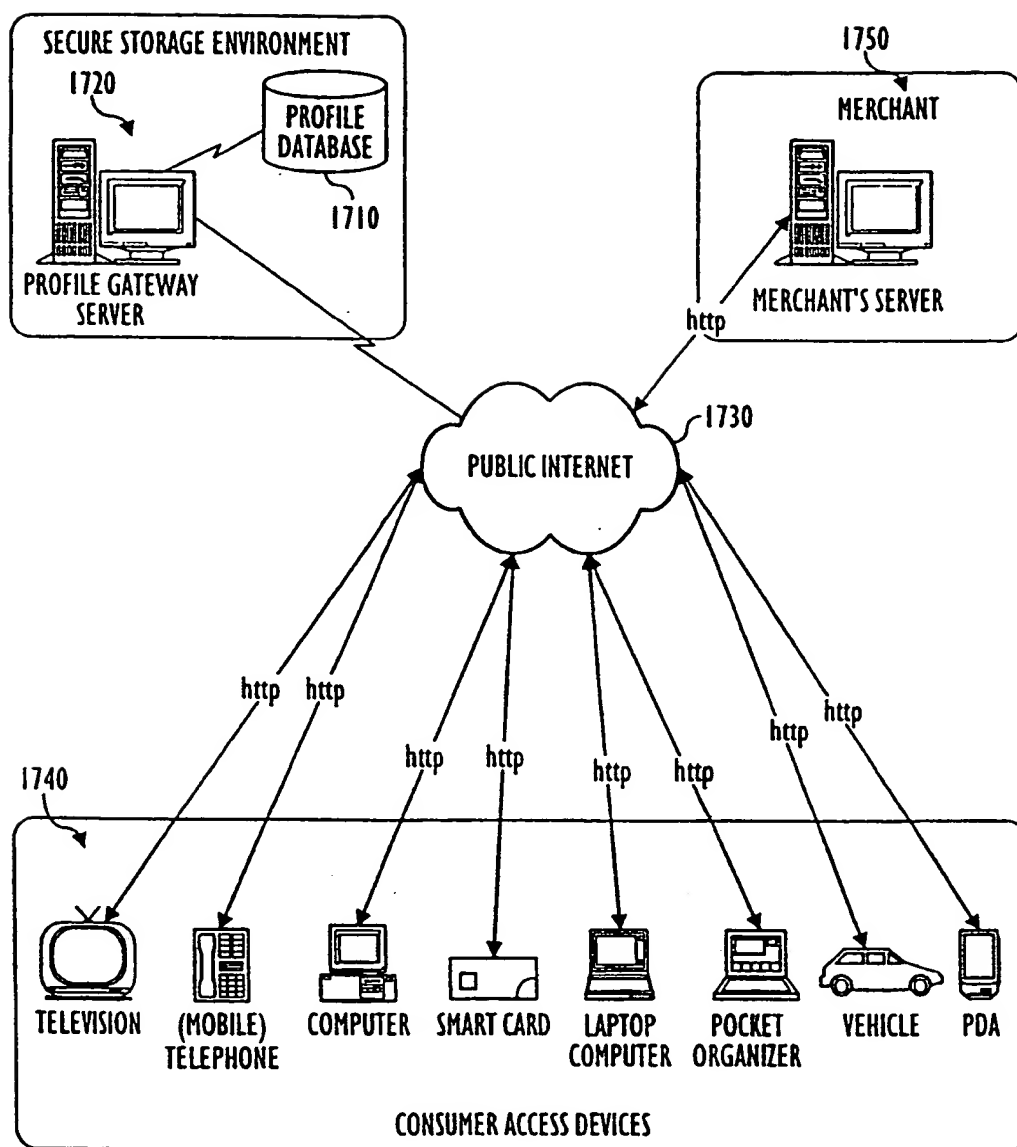 SECURE STORAGE ENVIRONMENT
1720
PROFILE
DATABASE
1710
PROFILE GATEWAY
SERVER
1750
MERCHANT
MERCHANT'S SERVER
http
1730
PUBLIC INTERNET
http
http
http
http
http
http
http
http
1740
TELEVISION
(MOBILE)
TELEPHONE
COMPUTER
SMART CARD
LAPTOP
COMPUTER
POCKET
ORGANIZER
VEHICLE
PDA
CONSUMER ACCESS DEVICES